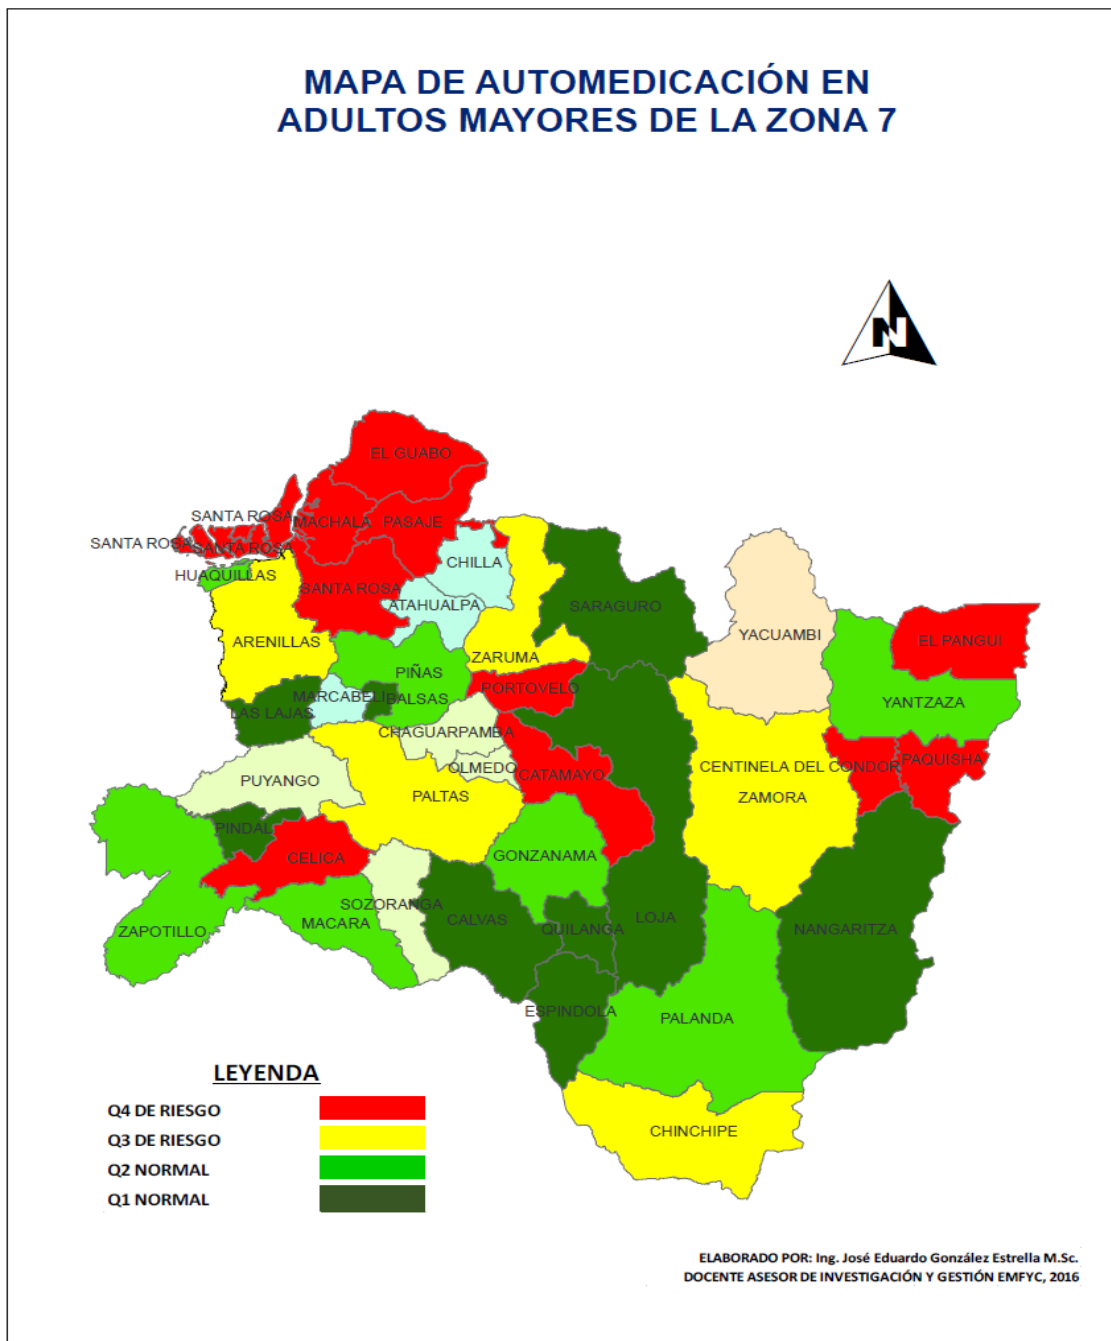 MAPA DE AUTOMEDICACIÓN EN
ADULTOS MAYORES DE LA ZONA 7
N
EL GUABO
SANTA ROSA
MACHALA
PASAJE
SANTA ROSA
SANTA ROSA
HUAQUILLAS
CHILLA
SANTA ROSA
ATAHUALPA
SARAGURO
YACUAMBI
EL PANGUI
ARENILLAS
ZARUMA
PIÑAS
PORTOVELO
MARCABELI
BALSAS
YANTZAZA
LAS LAJAS
CHAGUARPAMBA
OLMEDO
CATAMAYO
CENTINELA DEL CONDOR
PAQUISHA
PUYANGO
PALTAS
ZAMORA
PINDAL
CELICA
GONZANAMA
SOZORANGA
CALVAS
LOJA
MACARA
QUILANGA
NANGARITZA
ZAPOTILLO
ESPINDOLA
PALANDA
CHINCHIPE
LEYENDA
Q4 DE RIESGO
Q3 DE RIESGO
Q2 NORMAL
Q1 NORMAL
ELABORADO POR: Ing. José Eduardo González Estrella M.Sc.
DOCENTE ASESOR DE INVESTIGACIÓN Y GESTIÓN EMFYC, 2016